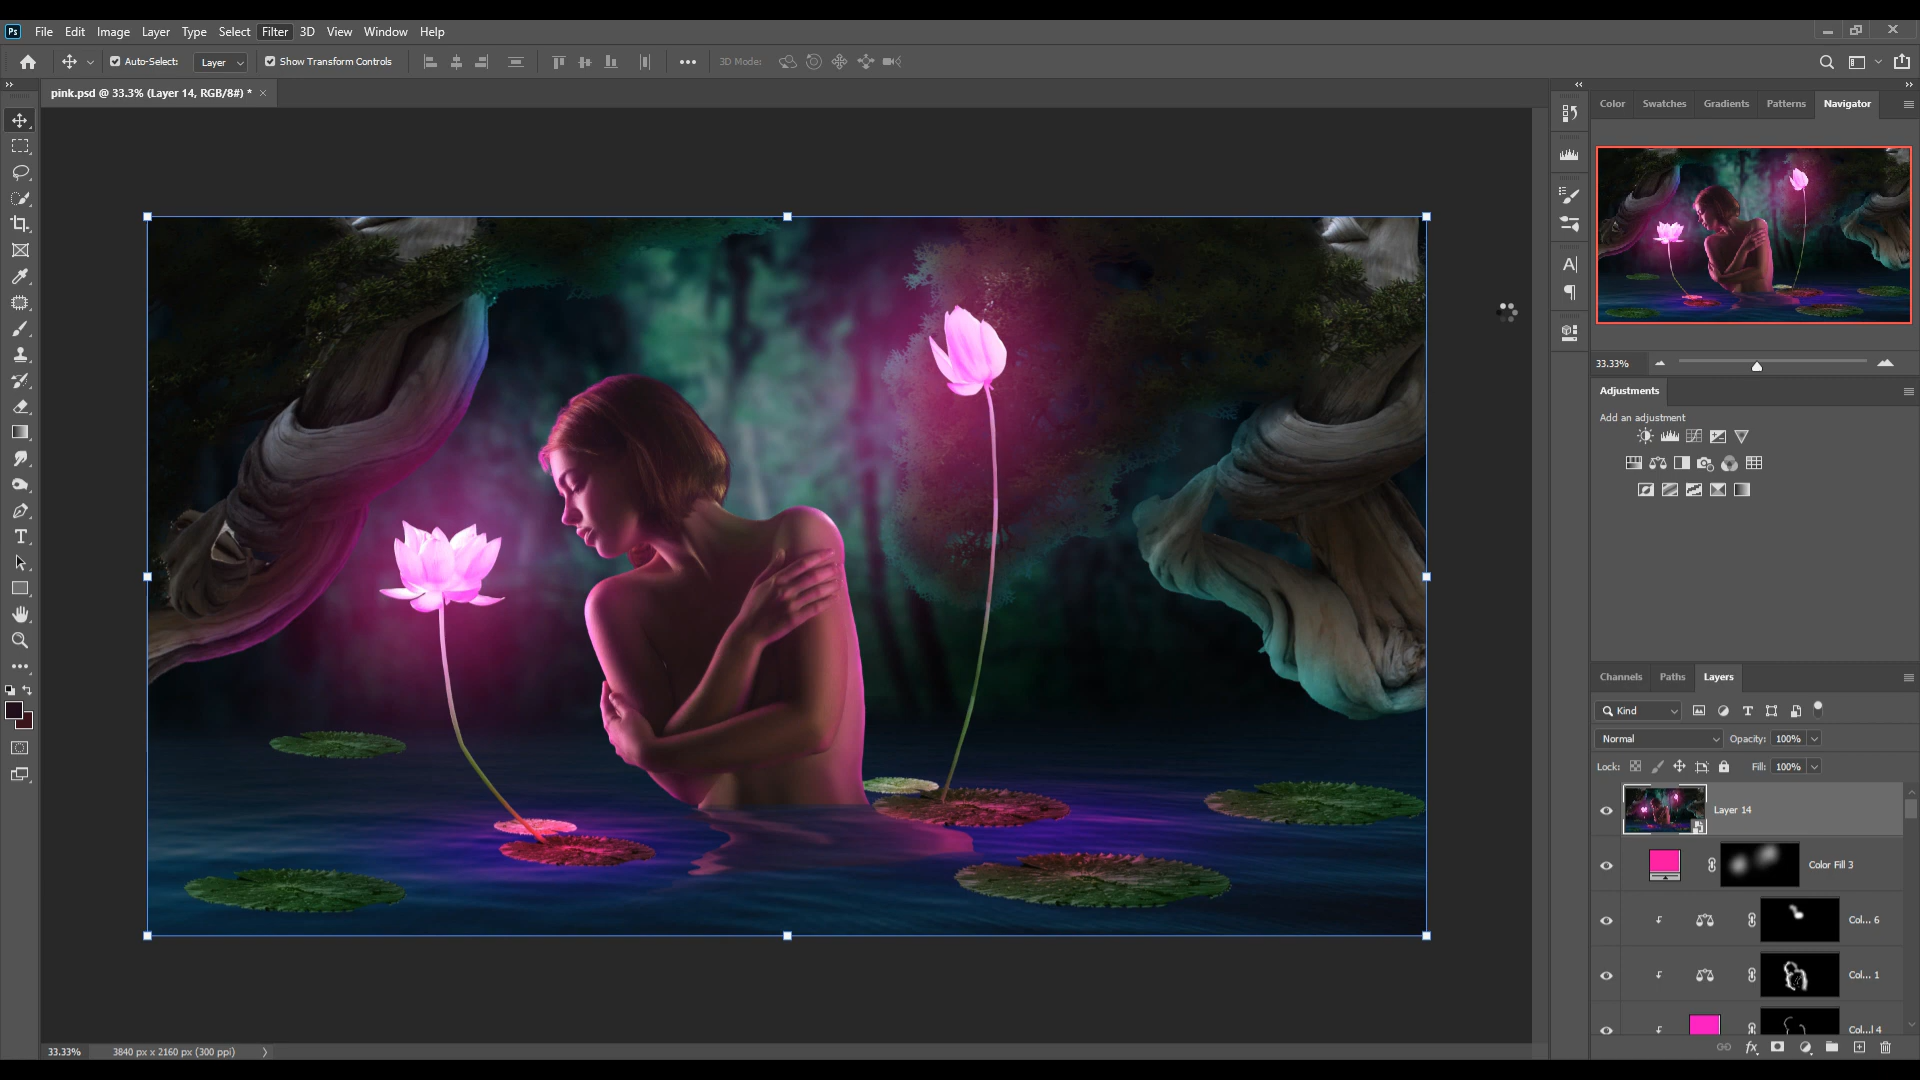 Ps File Edit Image Layer Type Select Filter 3D View Window Help
Auto-Select: Layer Show Transform Controls 3D Mode:
pink.psd @ 33.3% (Layer 14, RGB/8#) *
Color Swatches Gradients Patterns Navigator
33.33%
Adjustments
Add an adjustment
Channels Paths Layers
Kind
Normal Opacity: 100%
Lock: Fill: 100%
Layer 14
Color Fill 3
Col... 6
Col... 1
Col...l 4
33.33% 3840 px x 2160 px (300 ppi)